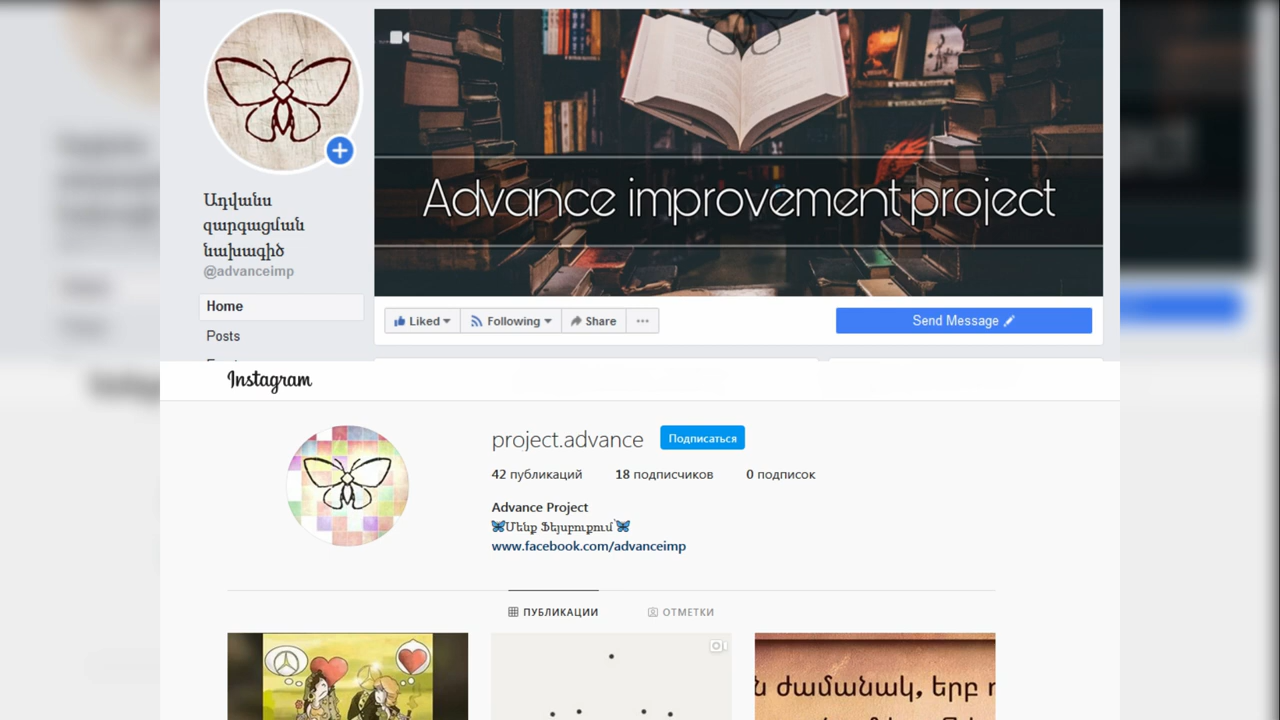 Advance improvement project
Ադվանս
զարգացման
նախագիծ
@advanceimp
Home
Posts
Liked
Following
Share
Send Message
Instagram
project.advance
Подписаться
42 публикаций 18 подписчиков 0 подписок
Advance Project
Մենք Ֆեյսբուքում՝
www.facebook.com/advanceimp
ПУБЛИКАЦИИ
ОТМЕТКИ
ժամանակ, երբ